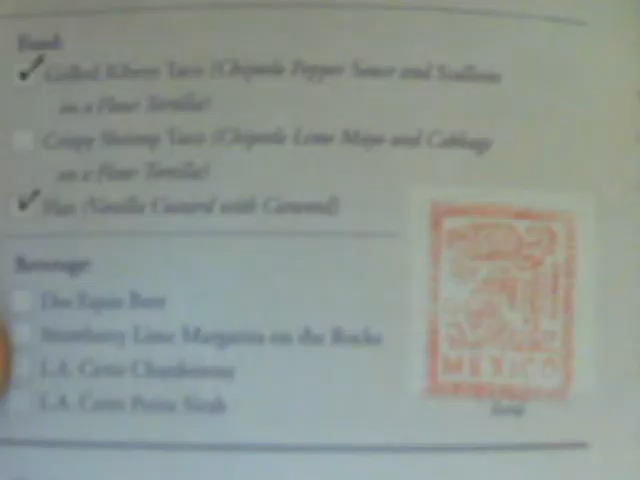 Food:
Grilled Ribeye Taco (Chipotle Pepper Sauce and Scallions
in a Flour Tortilla)
Crispy Shrimp Taco (Chipotle Lime Mayo and Cabbage
in a Flour Tortilla)
Flan (Vanilla Custard with Caramel)
Beverage:
Dos Equis Beer
Strawberry Lime Margarita on the Rocks
L.A. Cetto Chardonnay
L.A. Cetto Petite Sirah
MEXICO